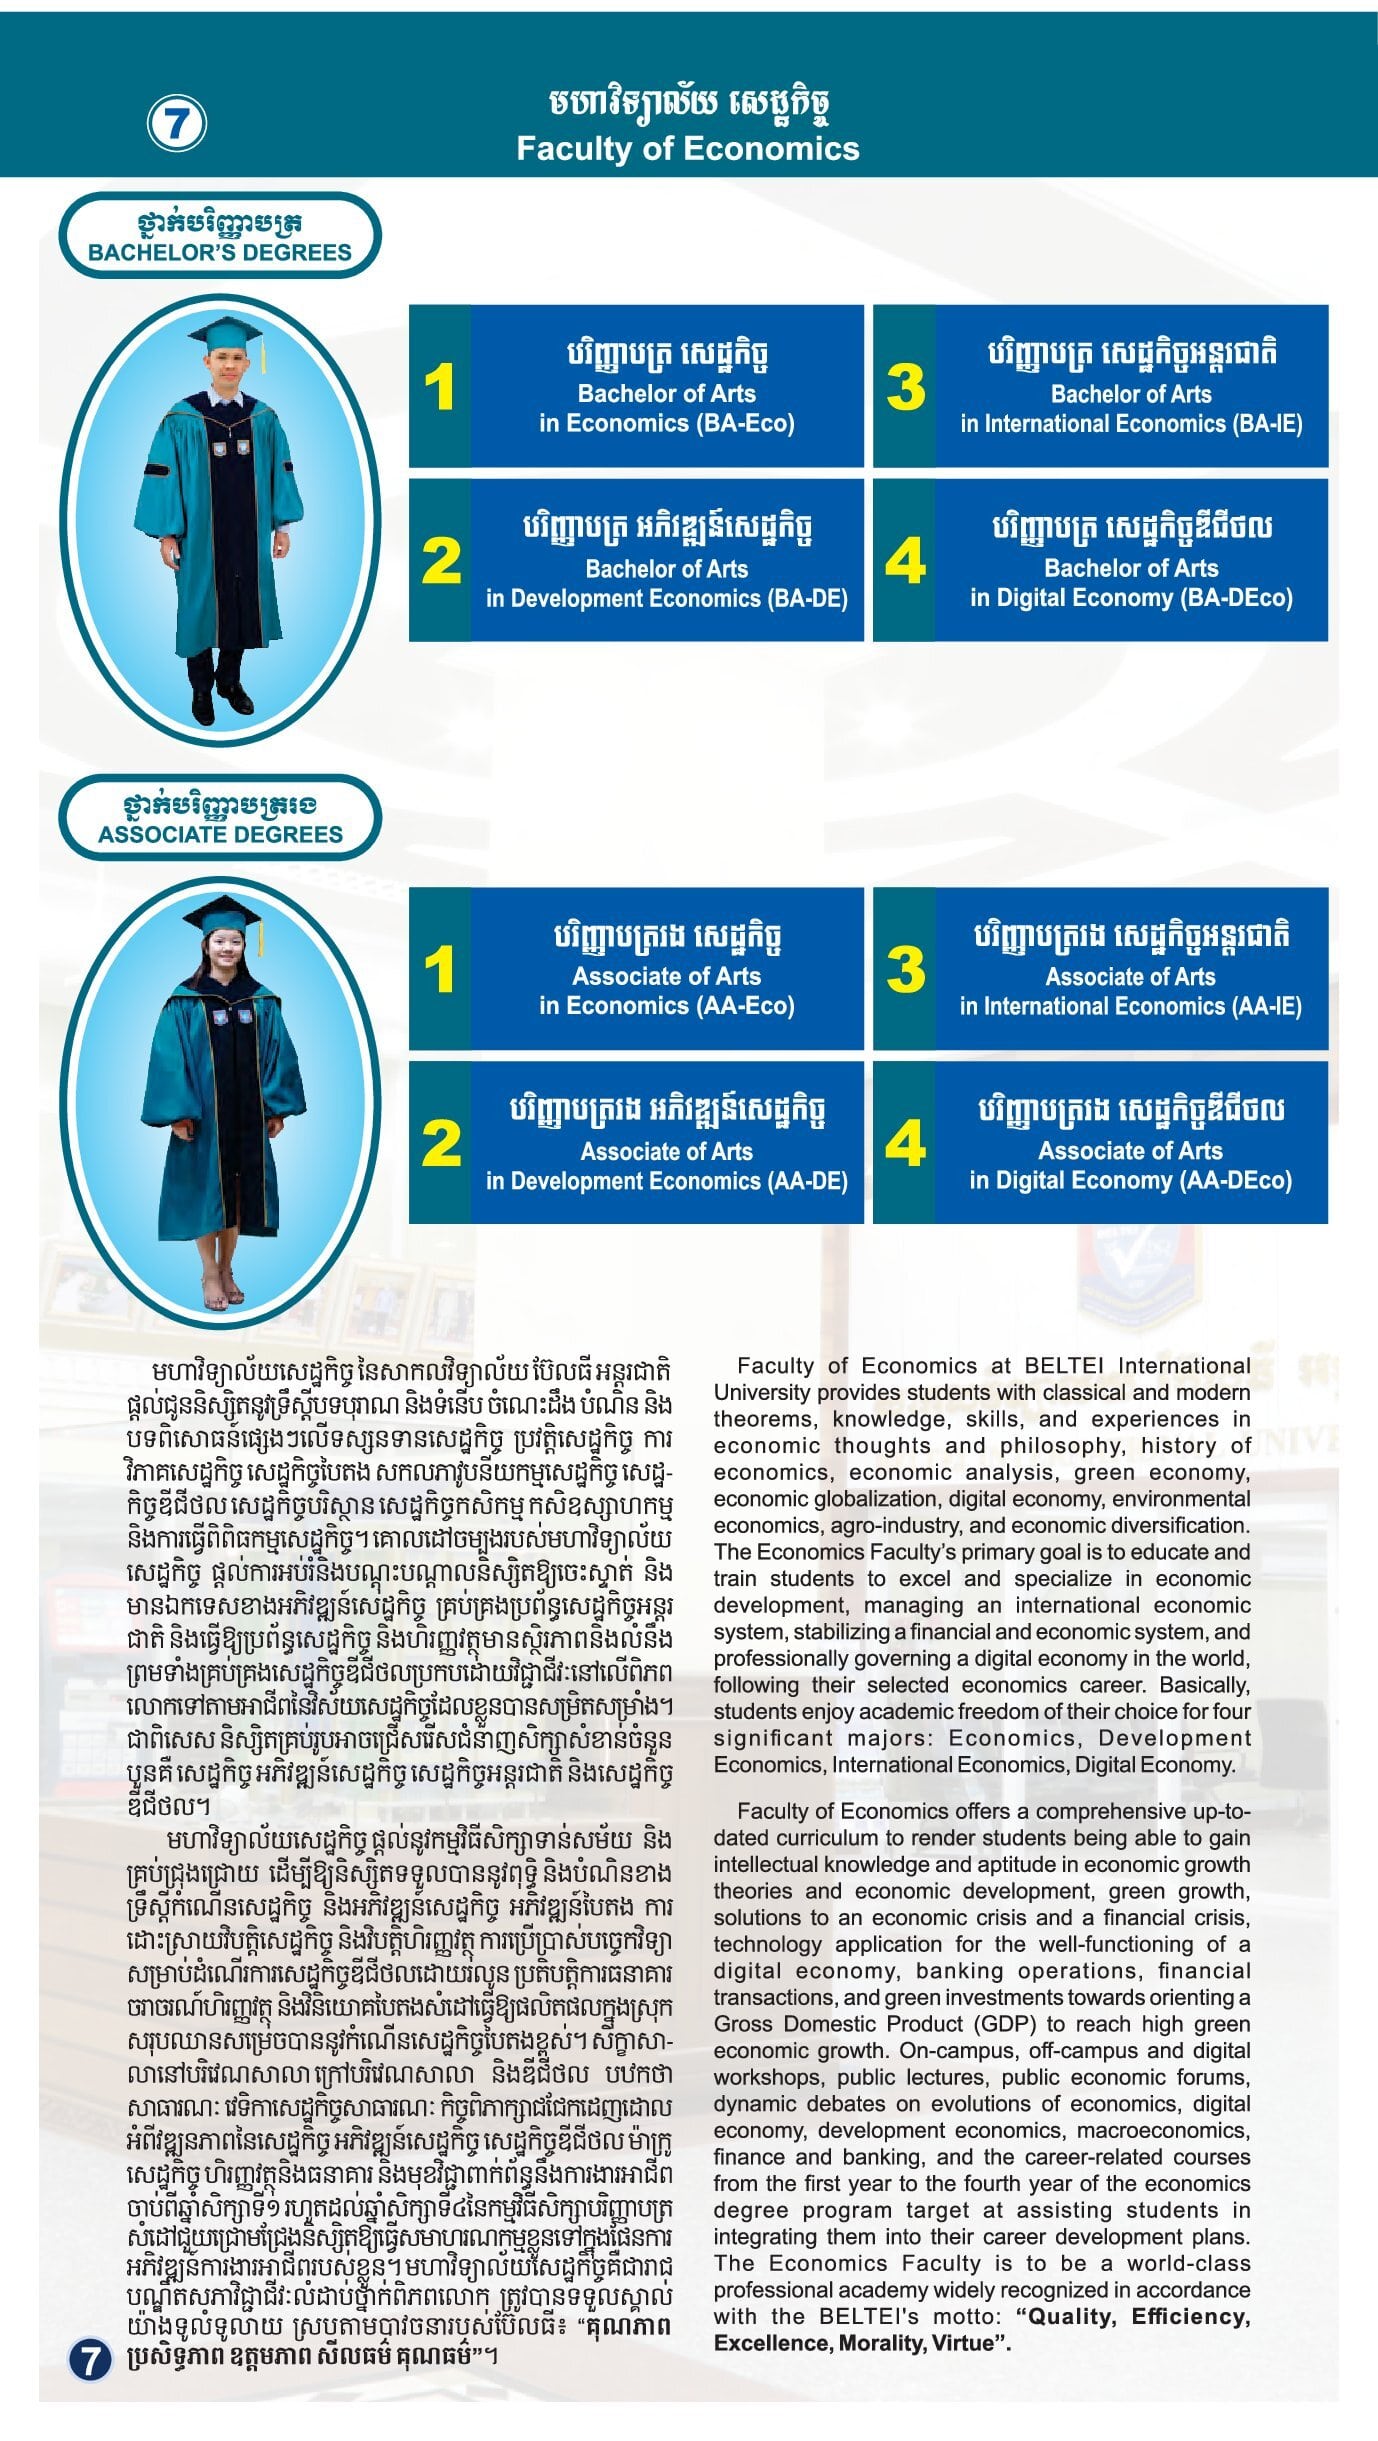 7
មហាវិទ្យាល័យ សេដ្ឋកិច្ច
Faculty of Economics
ថ្នាក់បរិញ្ញាបត្រ
BACHELOR'S DEGREES
1
បរិញ្ញាបត្រ សេដ្ឋកិច្ច
Bachelor of Arts
in Economics (BA-Eco)
2
បរិញ្ញាបត្រ អភិវឌ្ឍន៍សេដ្ឋកិច្ច
Bachelor of Arts
in Development Economics (BA-DE)
3
បរិញ្ញាបត្រ សេដ្ឋកិច្ចអន្តរជាតិ
Bachelor of Arts
in International Economics (BA-IE)
4
បរិញ្ញាបត្រ សេដ្ឋកិច្ចឌីជីថល
Bachelor of Arts
in Digital Economy (BA-DEco)
ថ្នាក់បរិញ្ញាបត្ររង
ASSOCIATE DEGREES
1
បរិញ្ញាបត្ររង សេដ្ឋកិច្ច
Associate of Arts
in Economics (AA-Eco)
2
បរិញ្ញាបត្ររង អភិវឌ្ឍន៍សេដ្ឋកិច្ច
Associate of Arts
in Development Economics (AA-DE)
3
បរិញ្ញាបត្ររង សេដ្ឋកិច្ចអន្តរជាតិ
Associate of Arts
in International Economics (AA-IE)
4
បរិញ្ញាបត្ររង សេដ្ឋកិច្ចឌីជីថល
Associate of Arts
in Digital Economy (AA-DEco)
មហាវិទ្យាល័យសេដ្ឋកិច្ច នៃសាកលវិទ្យាល័យ ប៊ែលធី អន្តរជាតិ
ផ្តល់ជូននិស្សិតនូវទ្រឹស្តីបទបុរាណ និងទំនើប ចំណេះដឹង បំណិន និង
បទពិសោធន៍ផ្សេងៗលើទស្សនទានសេដ្ឋកិច្ច ប្រវត្តិសេដ្ឋកិច្ច ការ
វិភាគសេដ្ឋកិច្ច សេដ្ឋកិច្ចបៃតង សកលភាវូបនីយកម្មសេដ្ឋកិច្ច សេដ្ឋ-
កិច្ចឌីជីថល សេដ្ឋកិច្ចបរិស្ថាន សេដ្ឋកិច្ចកសិកម្ម កសិឧស្សាហកម្ម
និងការធ្វើពិពិធកម្មសេដ្ឋកិច្ច។ គោលដៅចម្បងរបស់មហាវិទ្យាល័យ
សេដ្ឋកិច្ច ផ្តល់ការអប់រំនិងបណ្តុះបណ្តាលនិស្សិតឱ្យចេះស្ទាត់ និង
មានឯកទេសខាងអភិវឌ្ឍន៍សេដ្ឋកិច្ច គ្រប់គ្រងប្រព័ន្ធសេដ្ឋកិច្ចអន្តរ
ជាតិ និងធ្វើឱ្យប្រព័ន្ធសេដ្ឋកិច្ច និងហិរញ្ញវត្ថុមានស្ថិរភាពនិងលំនឹង
ព្រមទាំងគ្រប់គ្រងសេដ្ឋកិច្ចឌីជីថលប្រកបដោយវិជ្ជាជីវៈនៅលើពិភព
លោកទៅតាមអាជីពនៃវិស័យសេដ្ឋកិច្ចដែលខ្លួនបានសម្រិតសម្រាំង។
ជាពិសេស និស្សិតគ្រប់រូបអាចជ្រើសរើសជំនាញសិក្សាសំខាន់ចំនួន
បួនគឺ សេដ្ឋកិច្ច អភិវឌ្ឍន៍សេដ្ឋកិច្ច សេដ្ឋកិច្ចអន្តរជាតិ និងសេដ្ឋកិច្ច
ឌីជីថល។
មហាវិទ្យាល័យសេដ្ឋកិច្ច ផ្តល់នូវកម្មវិធីសិក្សាទាន់សម័យ និង
គ្រប់ជ្រុងជ្រោយ ដើម្បីឱ្យនិស្សិតទទួលបាននូវពុទ្ធិ និងបំណិនខាង
ទ្រឹស្តីកំណើនសេដ្ឋកិច្ច និងអភិវឌ្ឍន៍សេដ្ឋកិច្ច អភិវឌ្ឍន៍បៃតង ការ
ដោះស្រាយវិបត្តិសេដ្ឋកិច្ច និងវិបត្តិហិរញ្ញវត្ថុ ការប្រើប្រាស់បច្ចេកវិទ្យា
សម្រាប់ដំណើរការសេដ្ឋកិច្ចឌីជីថលដោយរលូន ប្រតិបត្តិការធនាគារ
ចរាចរណ៍ហិរញ្ញវត្ថុ និងវិនិយោគបៃតងសំដៅធ្វើឱ្យផលិតផលក្នុងស្រុក
សរុបឈានសម្រេចបាននូវកំណើនសេដ្ឋកិច្ចបៃតងខ្ពស់។ សិក្ខាសា-
លានៅបរិវេណសាលា ក្រៅបរិវេណសាលា និងឌីជីថល បឋកថា
សាធារណៈ វេទិកាសេដ្ឋកិច្ចសាធារណៈ កិច្ចពិភាក្សាជជែកដេញដោល
អំពីវឌ្ឍនភាពនៃសេដ្ឋកិច្ច អភិវឌ្ឍន៍សេដ្ឋកិច្ច សេដ្ឋកិច្ចឌីជីថល ម៉ាក្រូ
សេដ្ឋកិច្ច ហិរញ្ញវត្ថុនិងធនាគារ និងមុខវិជ្ជាពាក់ព័ន្ធនឹងការងារអាជីព
ចាប់ពីឆ្នាំសិក្សាទី១ រហូតដល់ឆ្នាំសិក្សាទី៤នៃកម្មវិធីសិក្សាបរិញ្ញាបត្រ
សំដៅជួយជ្រោមជ្រែងនិស្សិតឱ្យធ្វើសមាហរណកម្មខ្លួនទៅក្នុងផែនការ
អភិវឌ្ឍន៍ការងារអាជីពរបស់ខ្លួន។ មហាវិទ្យាល័យសេដ្ឋកិច្ចគឺជារាជ
បណ្ឌិតសភាវិជ្ជាជីវៈលំដាប់ថ្នាក់ពិភពលោក ត្រូវបានទទួលស្គាល់
យ៉ាងទូលំទូលាយ ស្របតាមបាវចនារបស់ប៊ែលធី៖ “គុណភាព
ប្រសិទ្ធភាព ឧត្តមភាព សីលធម៌ គុណធម៌”។
Faculty of Economics at BELTEI International
University provides students with classical and modern
theorems, knowledge, skills, and experiences in
economic thoughts and philosophy, history of
economics, economic analysis, green economy,
economic globalization, digital economy, environmental
economics, agro-industry, and economic diversification.
The Economics Faculty's primary goal is to educate and
train students to excel and specialize in economic
development, managing an international economic
system, stabilizing a financial and economic system, and
professionally governing a digital economy in the world,
following their selected economics career. Basically,
students enjoy academic freedom of their choice for four
significant majors: Economics, Development
Economics, International Economics, Digital Economy.
Faculty of Economics offers a comprehensive up-to-
dated curriculum to render students being able to gain
intellectual knowledge and aptitude in economic growth
theories and economic development, green growth,
solutions to an economic crisis and a financial crisis,
technology application for the well-functioning of a
digital economy, banking operations, financial
transactions, and green investments towards orienting a
Gross Domestic Product (GDP) to reach high green
economic growth. On-campus, off-campus and digital
workshops, public lectures, public economic forums,
dynamic debates on evolutions of economics, digital
economy, development economics, macroeconomics,
finance and banking, and the career-related courses
from the first year to the fourth year of the economics
degree program target at assisting students in
integrating them into their career development plans.
The Economics Faculty is to be a world-class
professional academy widely recognized in accordance
with the BELTEI's motto: “Quality, Efficiency,
Excellence, Morality, Virtue”.
7